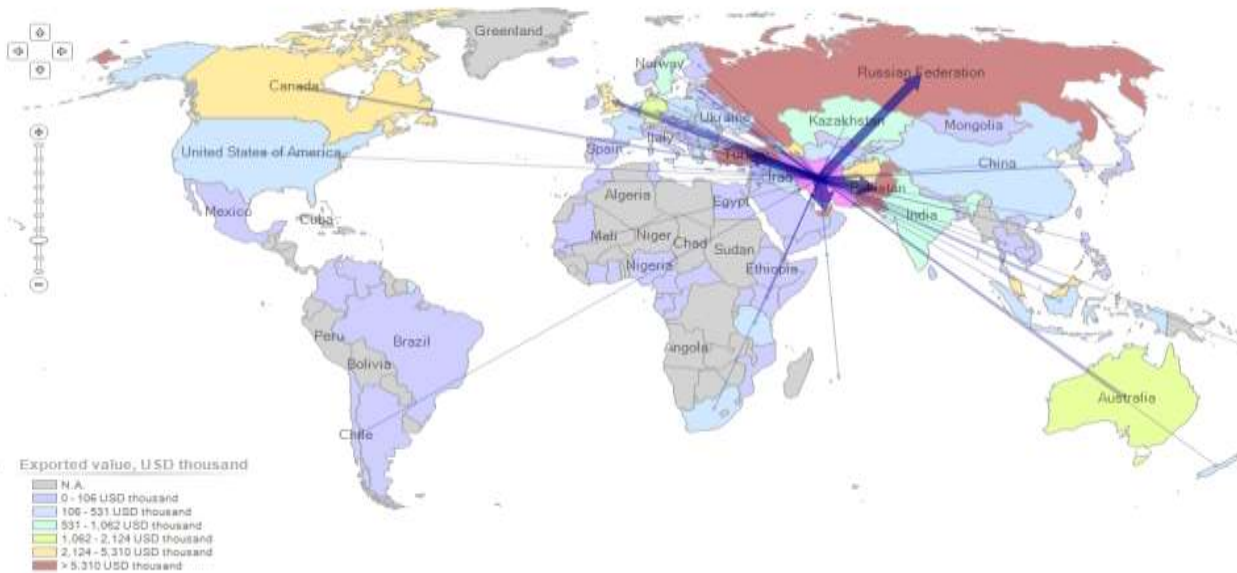 Greenland
Norway
Russian Federation
Canada
Ukraine
Kazakhstan
Mongolia
Italy
Spain
United States of America
China
Iraq
Pakistan
Algeria
Egypt
India
Mexico
Cuba
Mali
Niger
Chad
Sudan
Nigeria
Ethiopia
Peru
Brazil
Angola
Bolivia
Australia
Chile
Exported value, USD thousand
N.A.
0 - 106 USD thousand
106 - 531 USD thousand
531 - 1,062 USD thousand
1,062 - 2,124 USD thousand
2,124 - 5,310 USD thousand
> 5,310 USD thousand